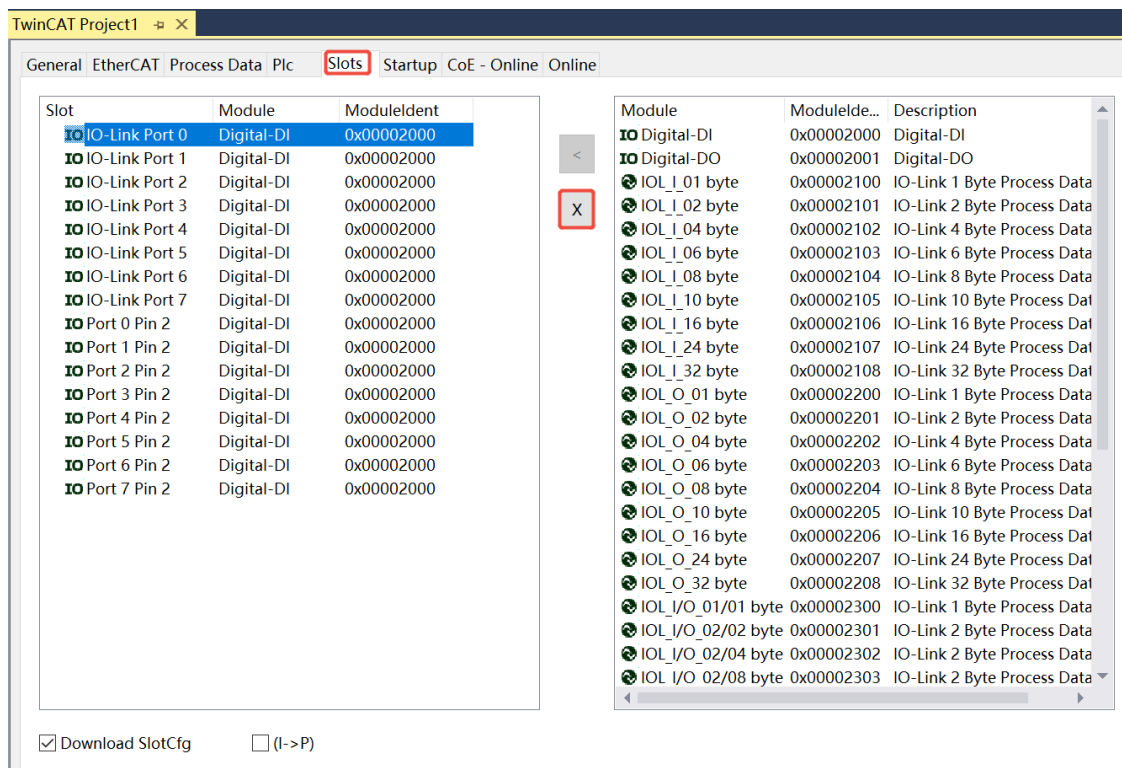 TwinCAT Project1
General EtherCAT Process Data Plc Slots Startup CoE - Online Online
Slot Module ModuleIdent
IO IO-Link Port 0 Digital-DI 0x00002000
IO IO-Link Port 1 Digital-DI 0x00002000
IO IO-Link Port 2 Digital-DI 0x00002000
IO IO-Link Port 3 Digital-DI 0x00002000
IO IO-Link Port 4 Digital-DI 0x00002000
IO IO-Link Port 5 Digital-DI 0x00002000
IO IO-Link Port 6 Digital-DI 0x00002000
IO IO-Link Port 7 Digital-DI 0x00002000
IO Port 0 Pin 2 Digital-DI 0x00002000
IO Port 1 Pin 2 Digital-DI 0x00002000
IO Port 2 Pin 2 Digital-DI 0x00002000
IO Port 3 Pin 2 Digital-DI 0x00002000
IO Port 4 Pin 2 Digital-DI 0x00002000
IO Port 5 Pin 2 Digital-DI 0x00002000
IO Port 6 Pin 2 Digital-DI 0x00002000
IO Port 7 Pin 2 Digital-DI 0x00002000
<
X
Module ModuleIde... Description
IO Digital-DI 0x00002000 Digital-DI
IO Digital-DO 0x00002001 Digital-DO
IOL_I_01 byte 0x00002100 IO-Link 1 Byte Process Data
IOL_I_02 byte 0x00002101 IO-Link 2 Byte Process Data
IOL_I_04 byte 0x00002102 IO-Link 4 Byte Process Data
IOL_I_06 byte 0x00002103 IO-Link 6 Byte Process Data
IOL_I_08 byte 0x00002104 IO-Link 8 Byte Process Data
IOL_I_10 byte 0x00002105 IO-Link 10 Byte Process Dat
IOL_I_16 byte 0x00002106 IO-Link 16 Byte Process Dat
IOL_I_24 byte 0x00002107 IO-Link 24 Byte Process Dat
IOL_I_32 byte 0x00002108 IO-Link 32 Byte Process Dat
IOL_O_01 byte 0x00002200 IO-Link 1 Byte Process Data
IOL_O_02 byte 0x00002201 IO-Link 2 Byte Process Data
IOL_O_04 byte 0x00002202 IO-Link 4 Byte Process Data
IOL_O_06 byte 0x00002203 IO-Link 6 Byte Process Data
IOL_O_08 byte 0x00002204 IO-Link 8 Byte Process Data
IOL_O_10 byte 0x00002205 IO-Link 10 Byte Process Dat
IOL_O_16 byte 0x00002206 IO-Link 16 Byte Process Dat
IOL_O_24 byte 0x00002207 IO-Link 24 Byte Process Dat
IOL_O_32 byte 0x00002208 IO-Link 32 Byte Process Dat
IOL_I/O_01/01 byte 0x00002300 IO-Link 1 Byte Process Data
IOL_I/O_02/02 byte 0x00002301 IO-Link 2 Byte Process Data
IOL_I/O_02/04 byte 0x00002302 IO-Link 2 Byte Process Data
IOL_I/O_02/08 byte 0x00002303 IO-Link 2 Byte Process Data
Download SlotCfg (I->P)